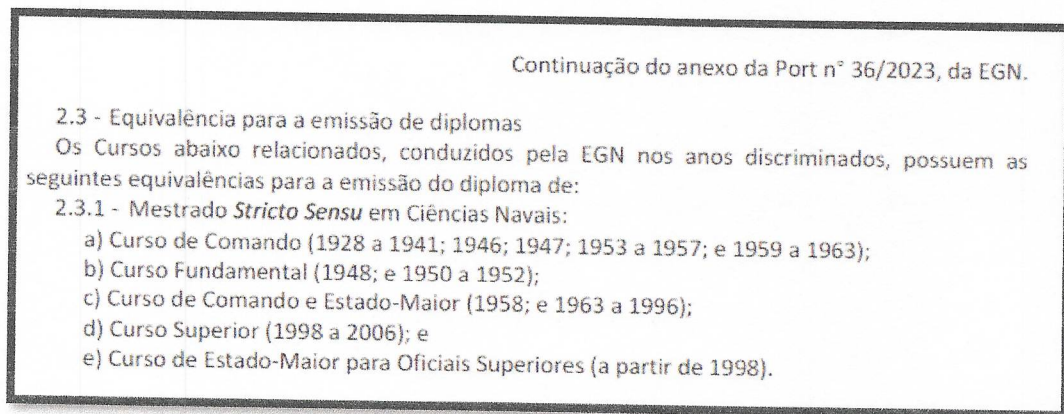 Continuação do anexo da Port n° 36/2023, da EGN.
2.3 - Equivalência para a emissão de diplomas
Os Cursos abaixo relacionados, conduzidos pela EGN nos anos discriminados, possuem as
seguintes equivalências para a emissão do diploma de:
2.3.1 - Mestrado Stricto Sensu em Ciências Navais:
a) Curso de Comando (1928 a 1941; 1946; 1947; 1953 a 1957; e 1959 a 1963);
b) Curso Fundamental (1948; e 1950 a 1952);
c) Curso de Comando e Estado-Maior (1958; e 1963 a 1996);
d) Curso Superior (1998 a 2006); e
e) Curso de Estado-Maior para Oficiais Superiores (a partir de 1998).